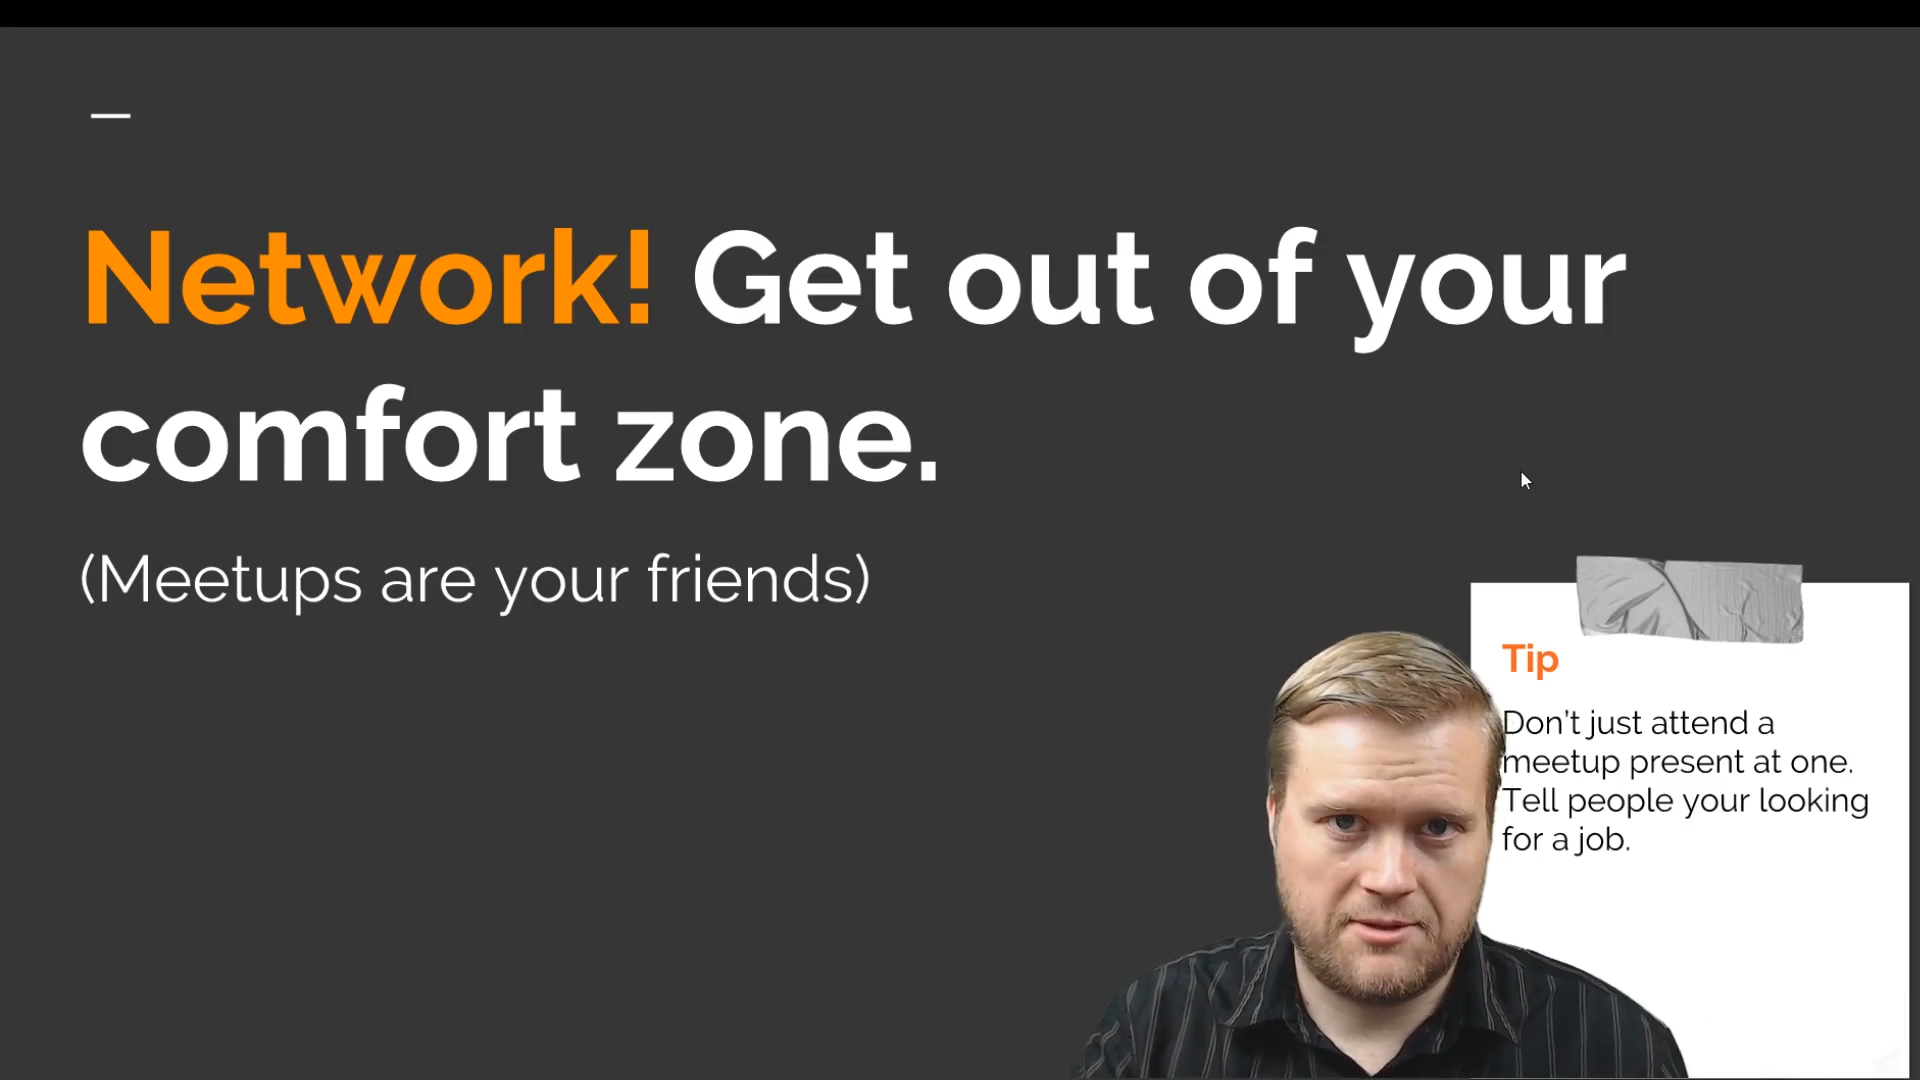 Network! Get out of your
comfort zone.
(Meetups are your friends)
Tip
Don't just attend a
meetup present at one.
Tell people your looking
for a job.